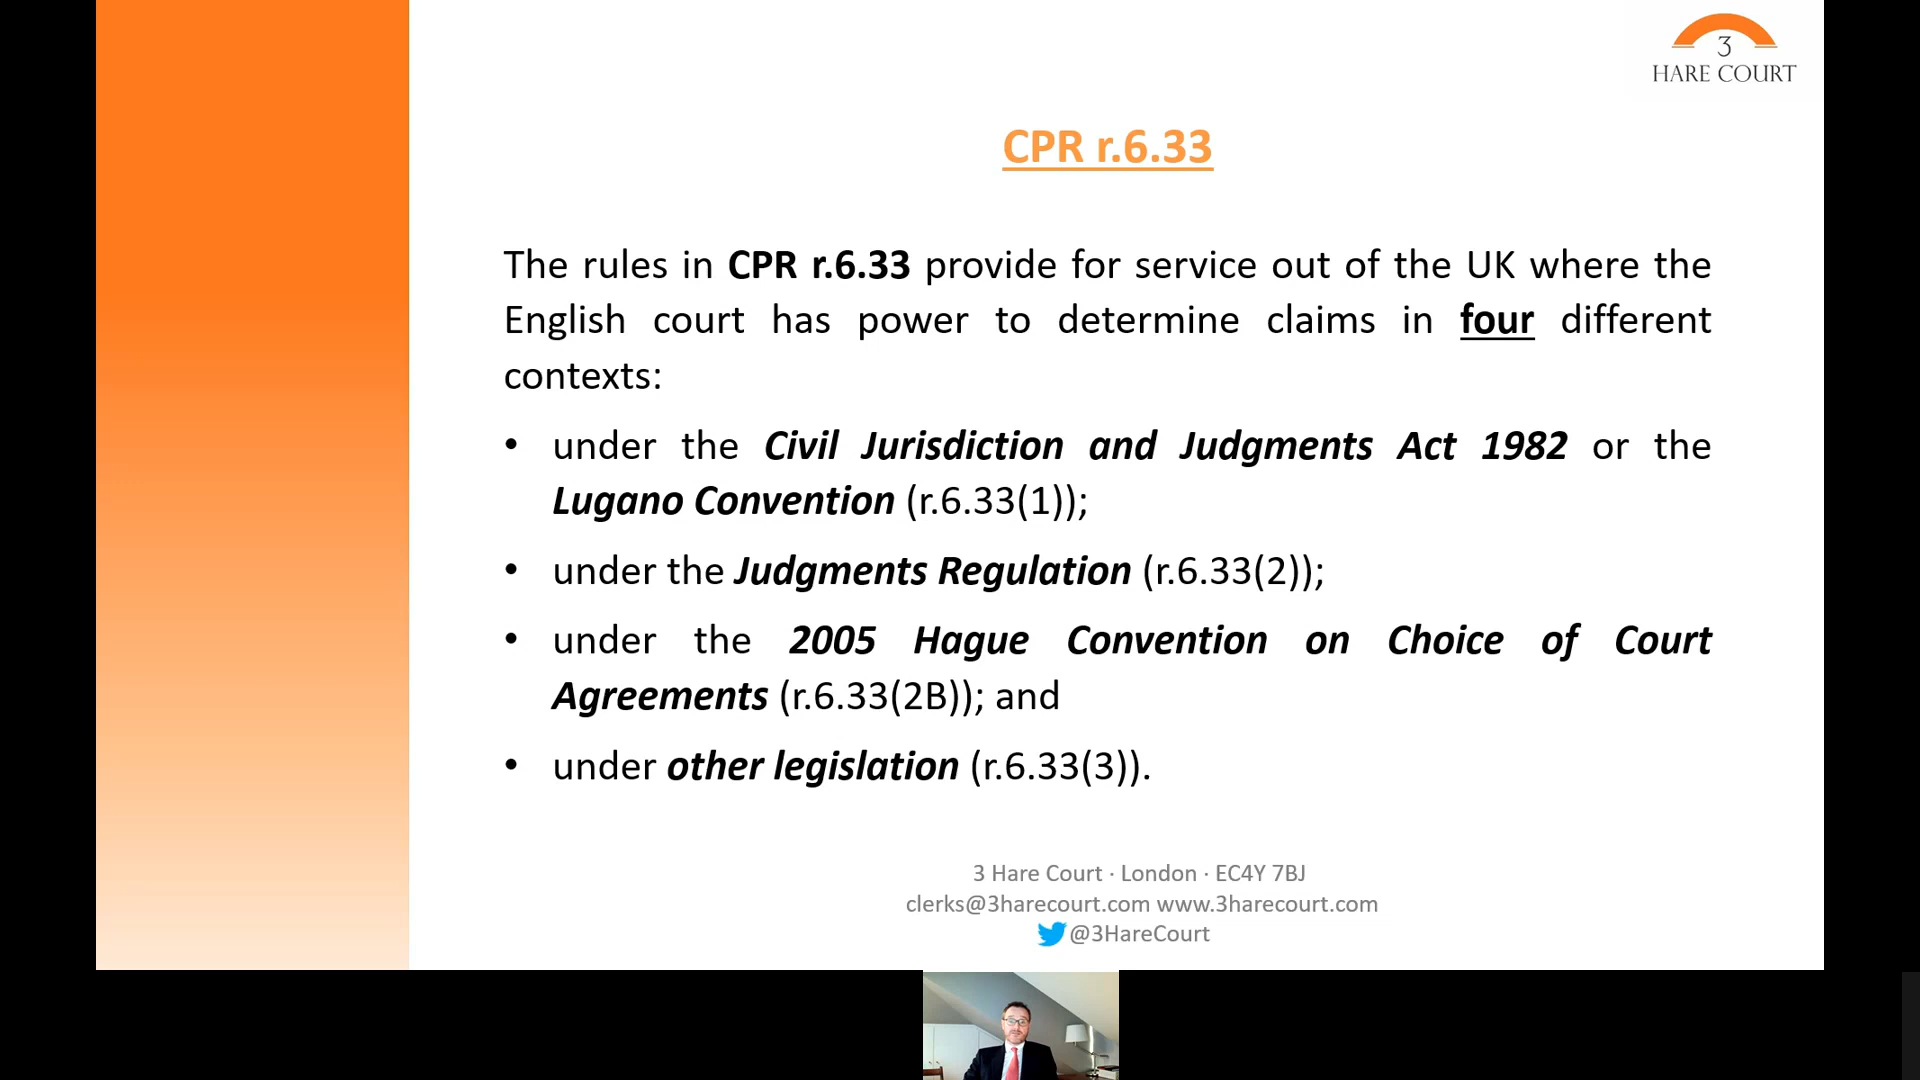 3
HARE COURT
CPR r.6.33
The rules in CPR r.6.33 provide for service out of the UK where the
English court has power to determine claims in four different
contexts:
• under the Civil Jurisdiction and Judgments Act 1982 or the
Lugano Convention (r.6.33(1));
• under the Judgments Regulation (r.6.33(2));
• under the 2005 Hague Convention on Choice of Court
Agreements (r.6.33(2B)); and
• under other legislation (r.6.33(3)).
3 Hare Court · London · EC4Y 7BJ
clerks@3harecourt.com www.3harecourt.com
@3HareCourt